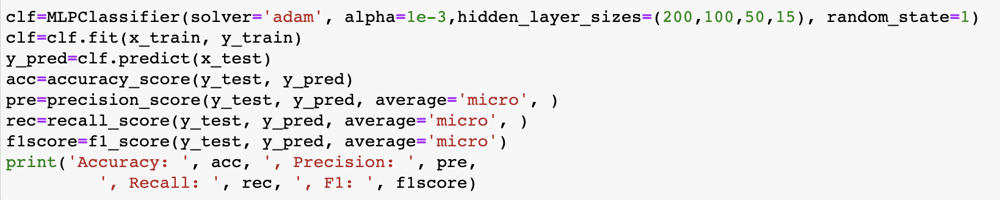 clf=MLPClassifier(solver='adam', alpha=1e-3,hidden_layer_sizes=(200,100,50,15), random_state=1)
clf=clf.fit(x_train, y_train)
y_pred=clf.predict(x_test)
acc=accuracy_score(y_test, y_pred)
pre=precision_score(y_test, y_pred, average='micro', )
rec=recall_score(y_test, y_pred, average='micro', )
f1score=f1_score(y_test, y_pred, average='micro')
print('Accuracy: ', acc, ', Precision: ', pre,
         ', Recall: ', rec, ', F1: ', f1score)